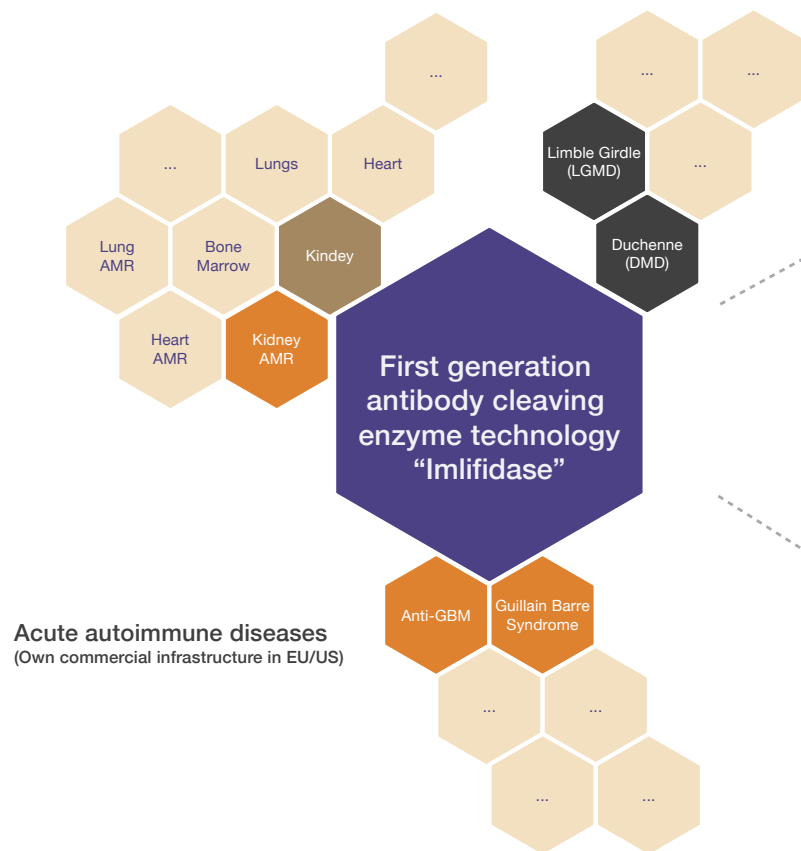 ...
...
...
...
Lungs
Heart
Limble Girdle
(LGMD)
...
Lung
AMR
Bone
Marrow
Kindey
Duchenne
(DMD)
Heart
AMR
Kidney
AMR
First generation
antibody cleaving
enzyme technology
“Imlifidase”
Anti-GBM
Guillain Barre
Syndrome
Acute autoimmune diseases
(Own commercial infrastructure in EU/US)
...
...
...
...